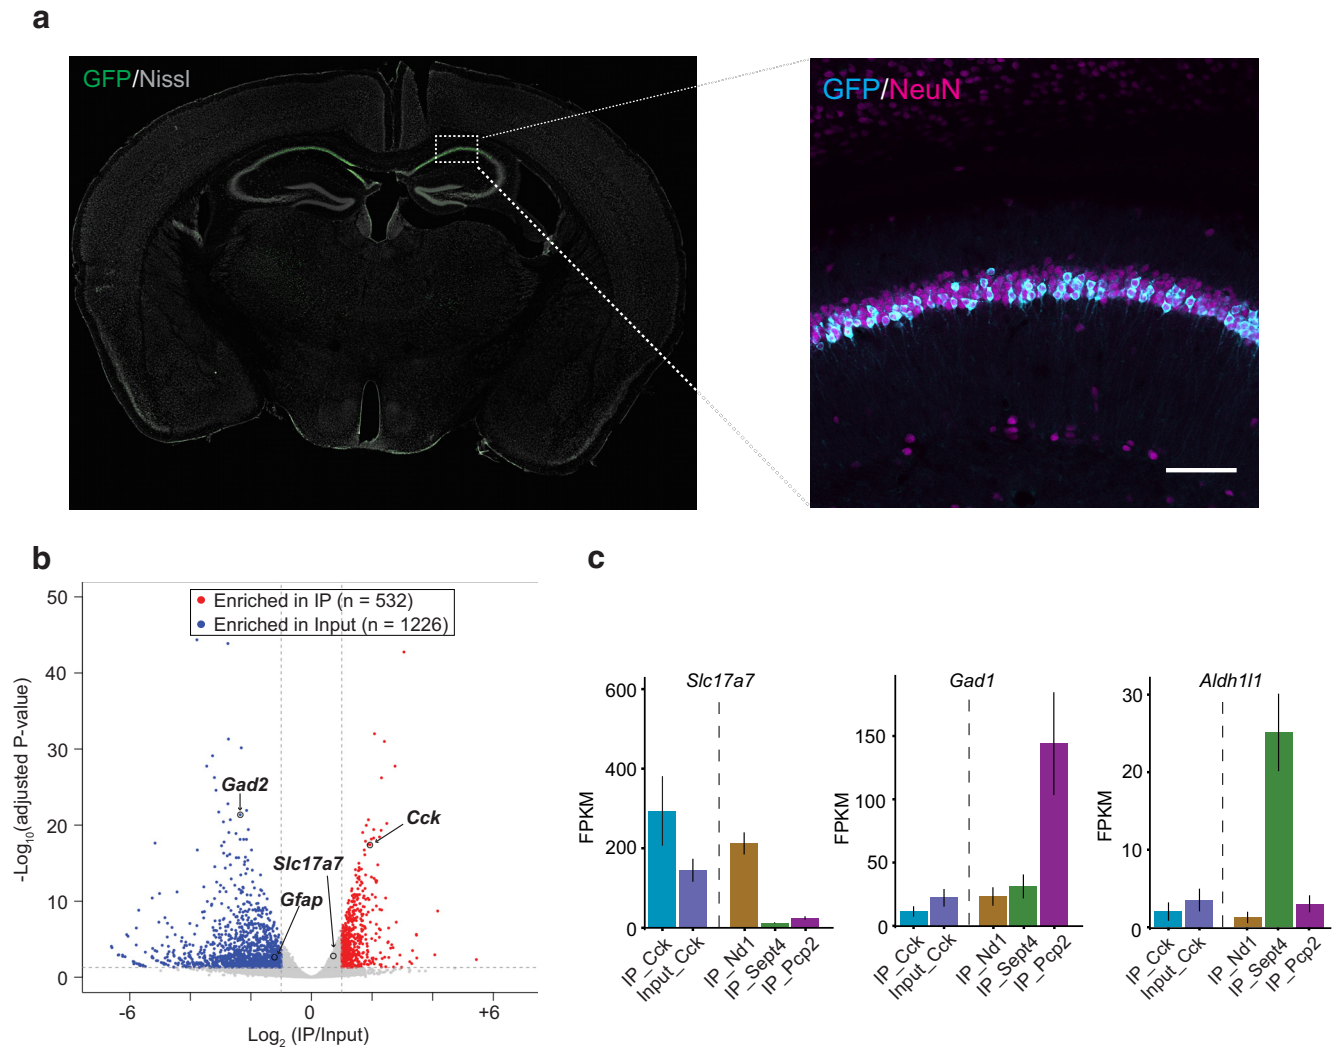 a
GFP/Nissl
GFP/NeuN
b
50
40
30
20
10
0
-Log10(adjusted P-value)
Enriched in IP (n = 532)
Enriched in Input (n = 1226)
Gad2
Cck
Slc17a7
Gfap
-6
0
+6
Log2 (IP/Input)
c
Slc17a7
600
400
200
0
FPKM
IP_Cck
Input_Cck
IP_Nd1
IP_Sept4
IP_Pcp2
Gad1
150
100
50
0
FPKM
IP_Cck
Input_Cck
IP_Nd1
IP_Sept4
IP_Pcp2
Aldh1l1
30
20
10
0
FPKM
IP_Cck
Input_Cck
IP_Nd1
IP_Sept4
IP_Pcp2